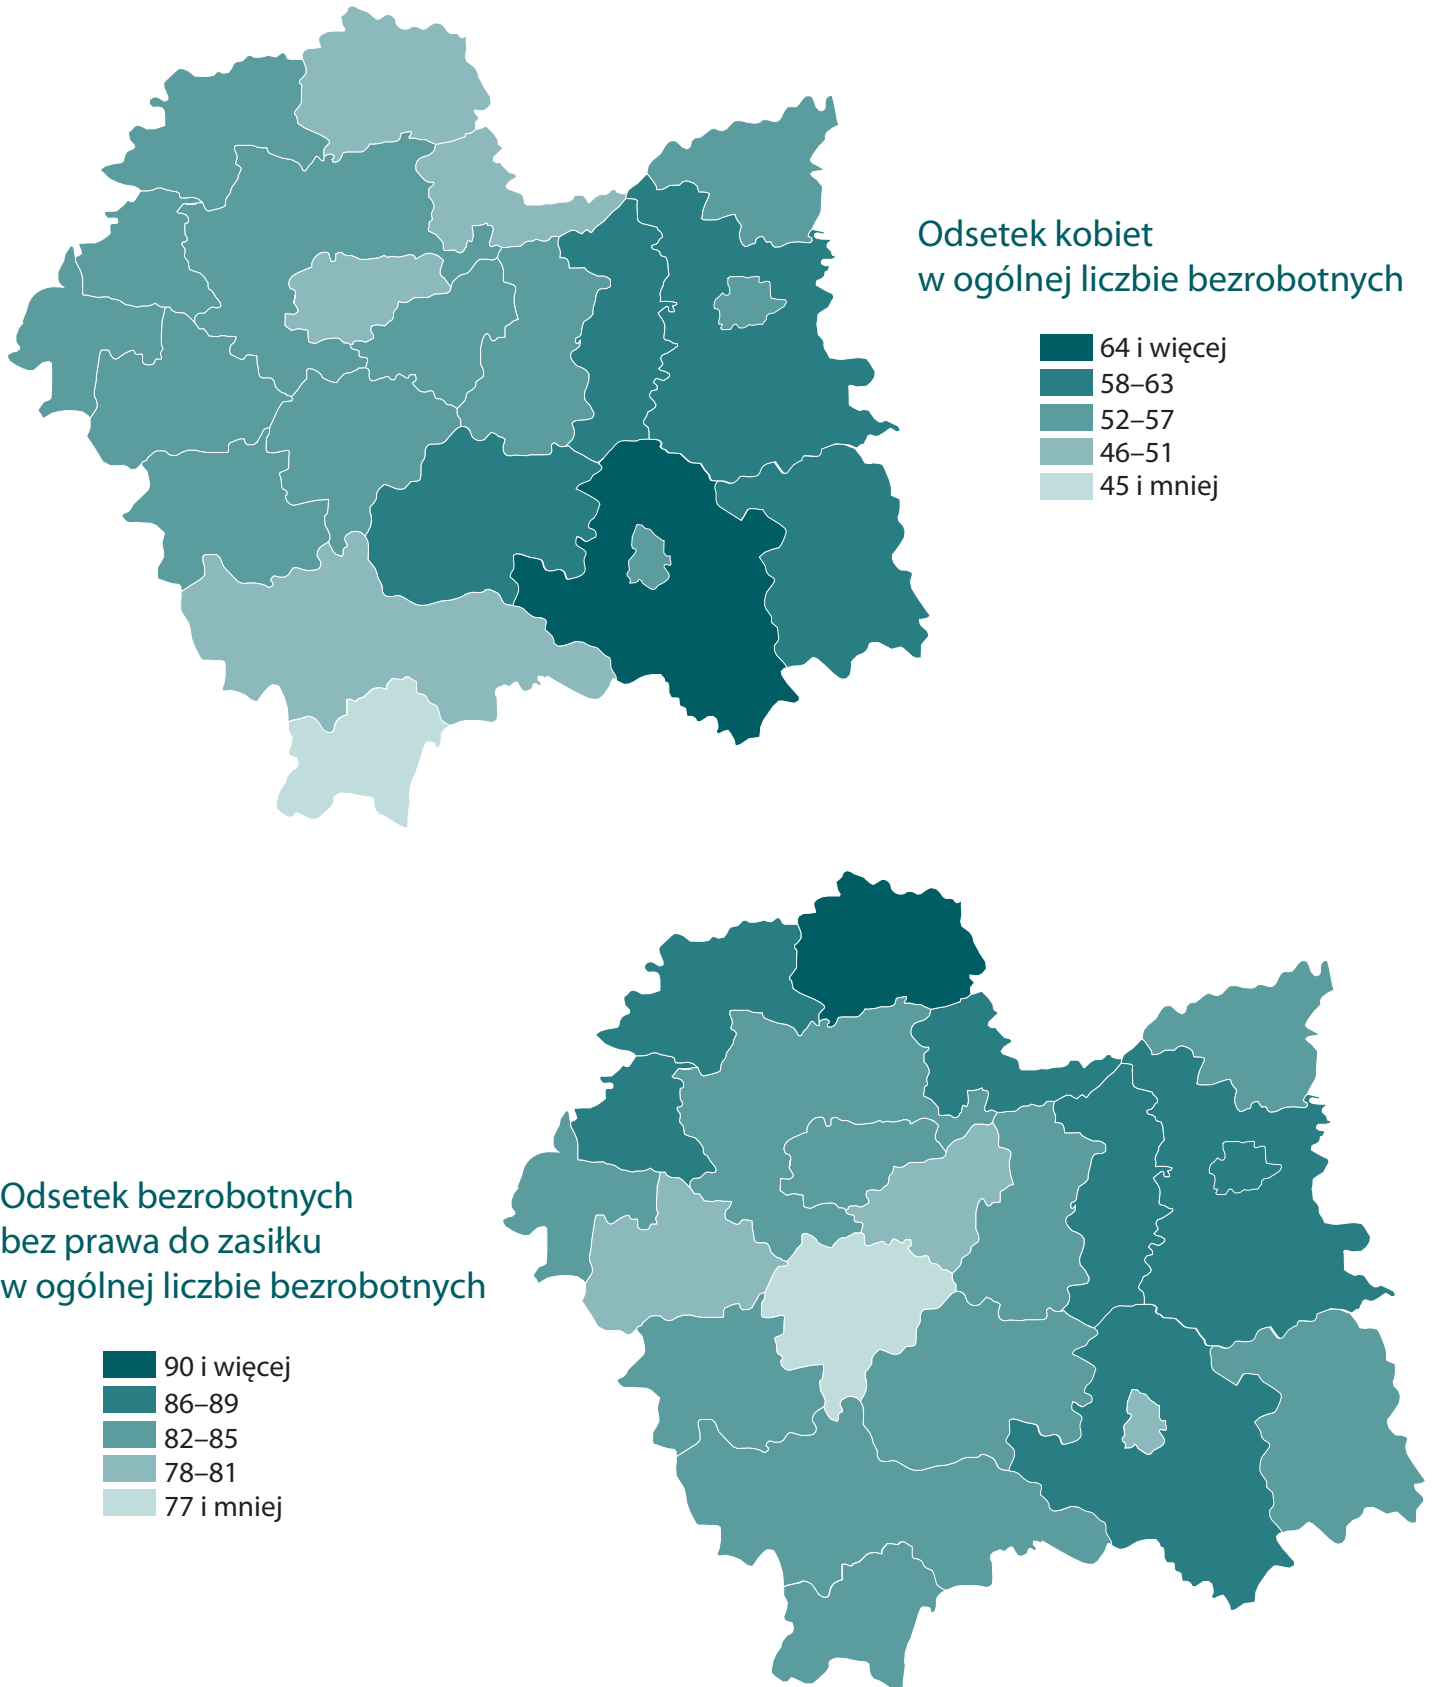 Odsetek kobiet
w ogólnej liczbie bezrobotnych
64 i więcej
58–63
52–57
46–51
45 i mniej
Odsetek bezrobotnych
bez prawa do zasiłku
w ogólnej liczbie bezrobotnych
90 i więcej
86–89
82–85
78–81
77 i mniej